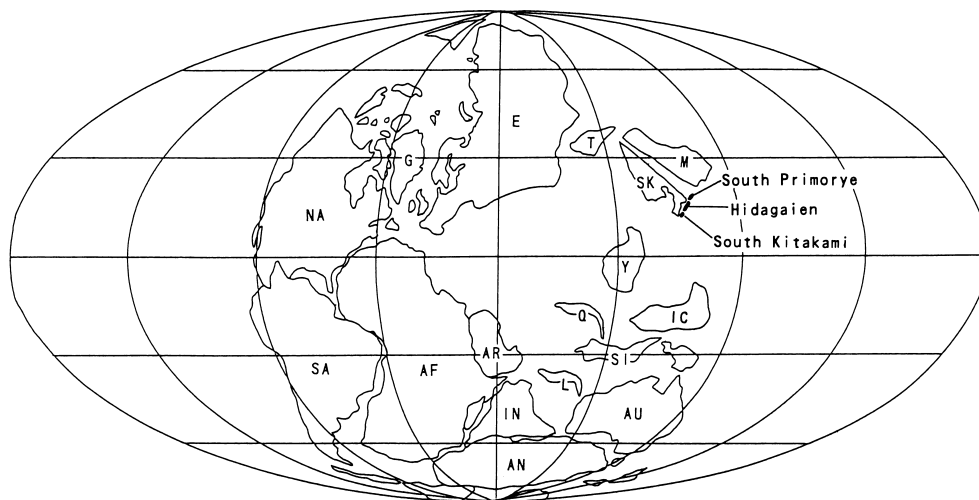 E
T
M
G
SK
South Primorye
Hidagaien
NA
South Kitakami
Y
Q
IC
AR
SI
SA
AF
L
IN
AU
AN